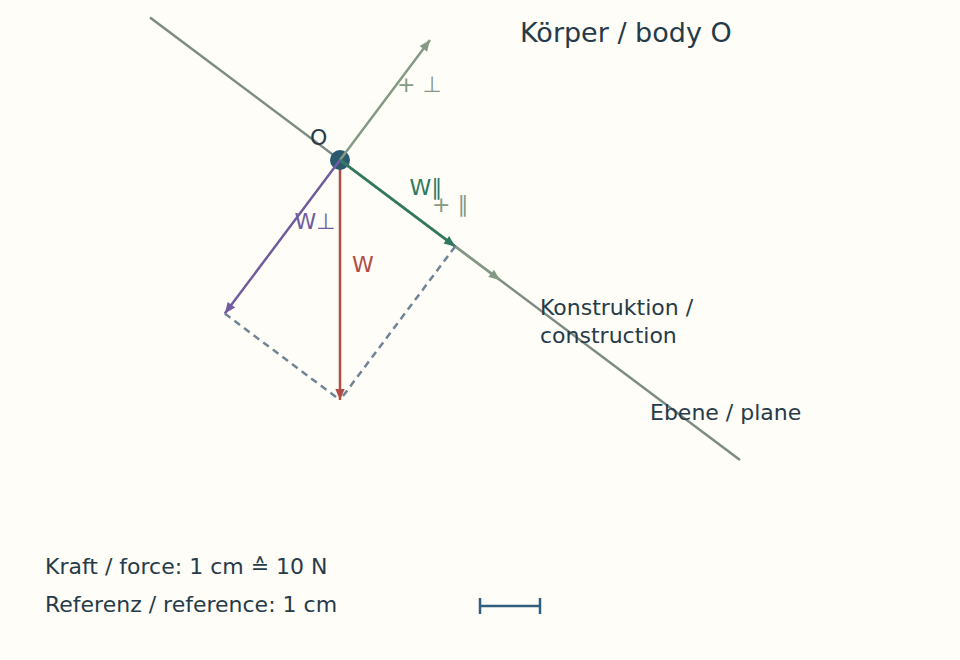 Körper / body O
+ ⊥
O
W∥
+ ∥
W⊥
W
Konstruktion /
construction
Ebene / plane
Kraft / force: 1 cm ≙ 10 N
Referenz / reference: 1 cm